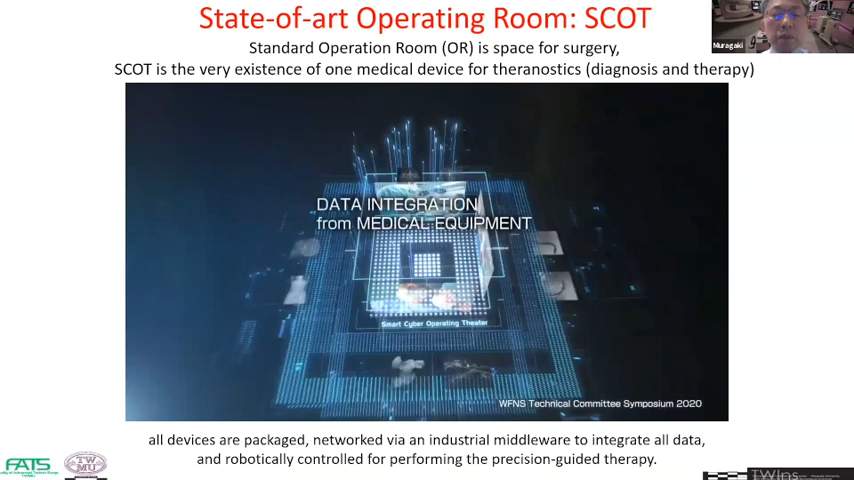 State-of-art Operating Room: SCOT
Standard Operation Room (OR) is space for surgery,
SCOT is the very existence of one medical device for theranostics (diagnosis and therapy)
Muragaki
DATA INTEGRATION
from MEDICAL EQUIPMENT
Smart Cyber Operating Theater
WFNS Technical Committee Symposium 2020
all devices are packaged, networked via an industrial middleware to integrate all data,
and robotically controlled for performing the precision-guided therapy.
FATS
TW
MU
TWIns